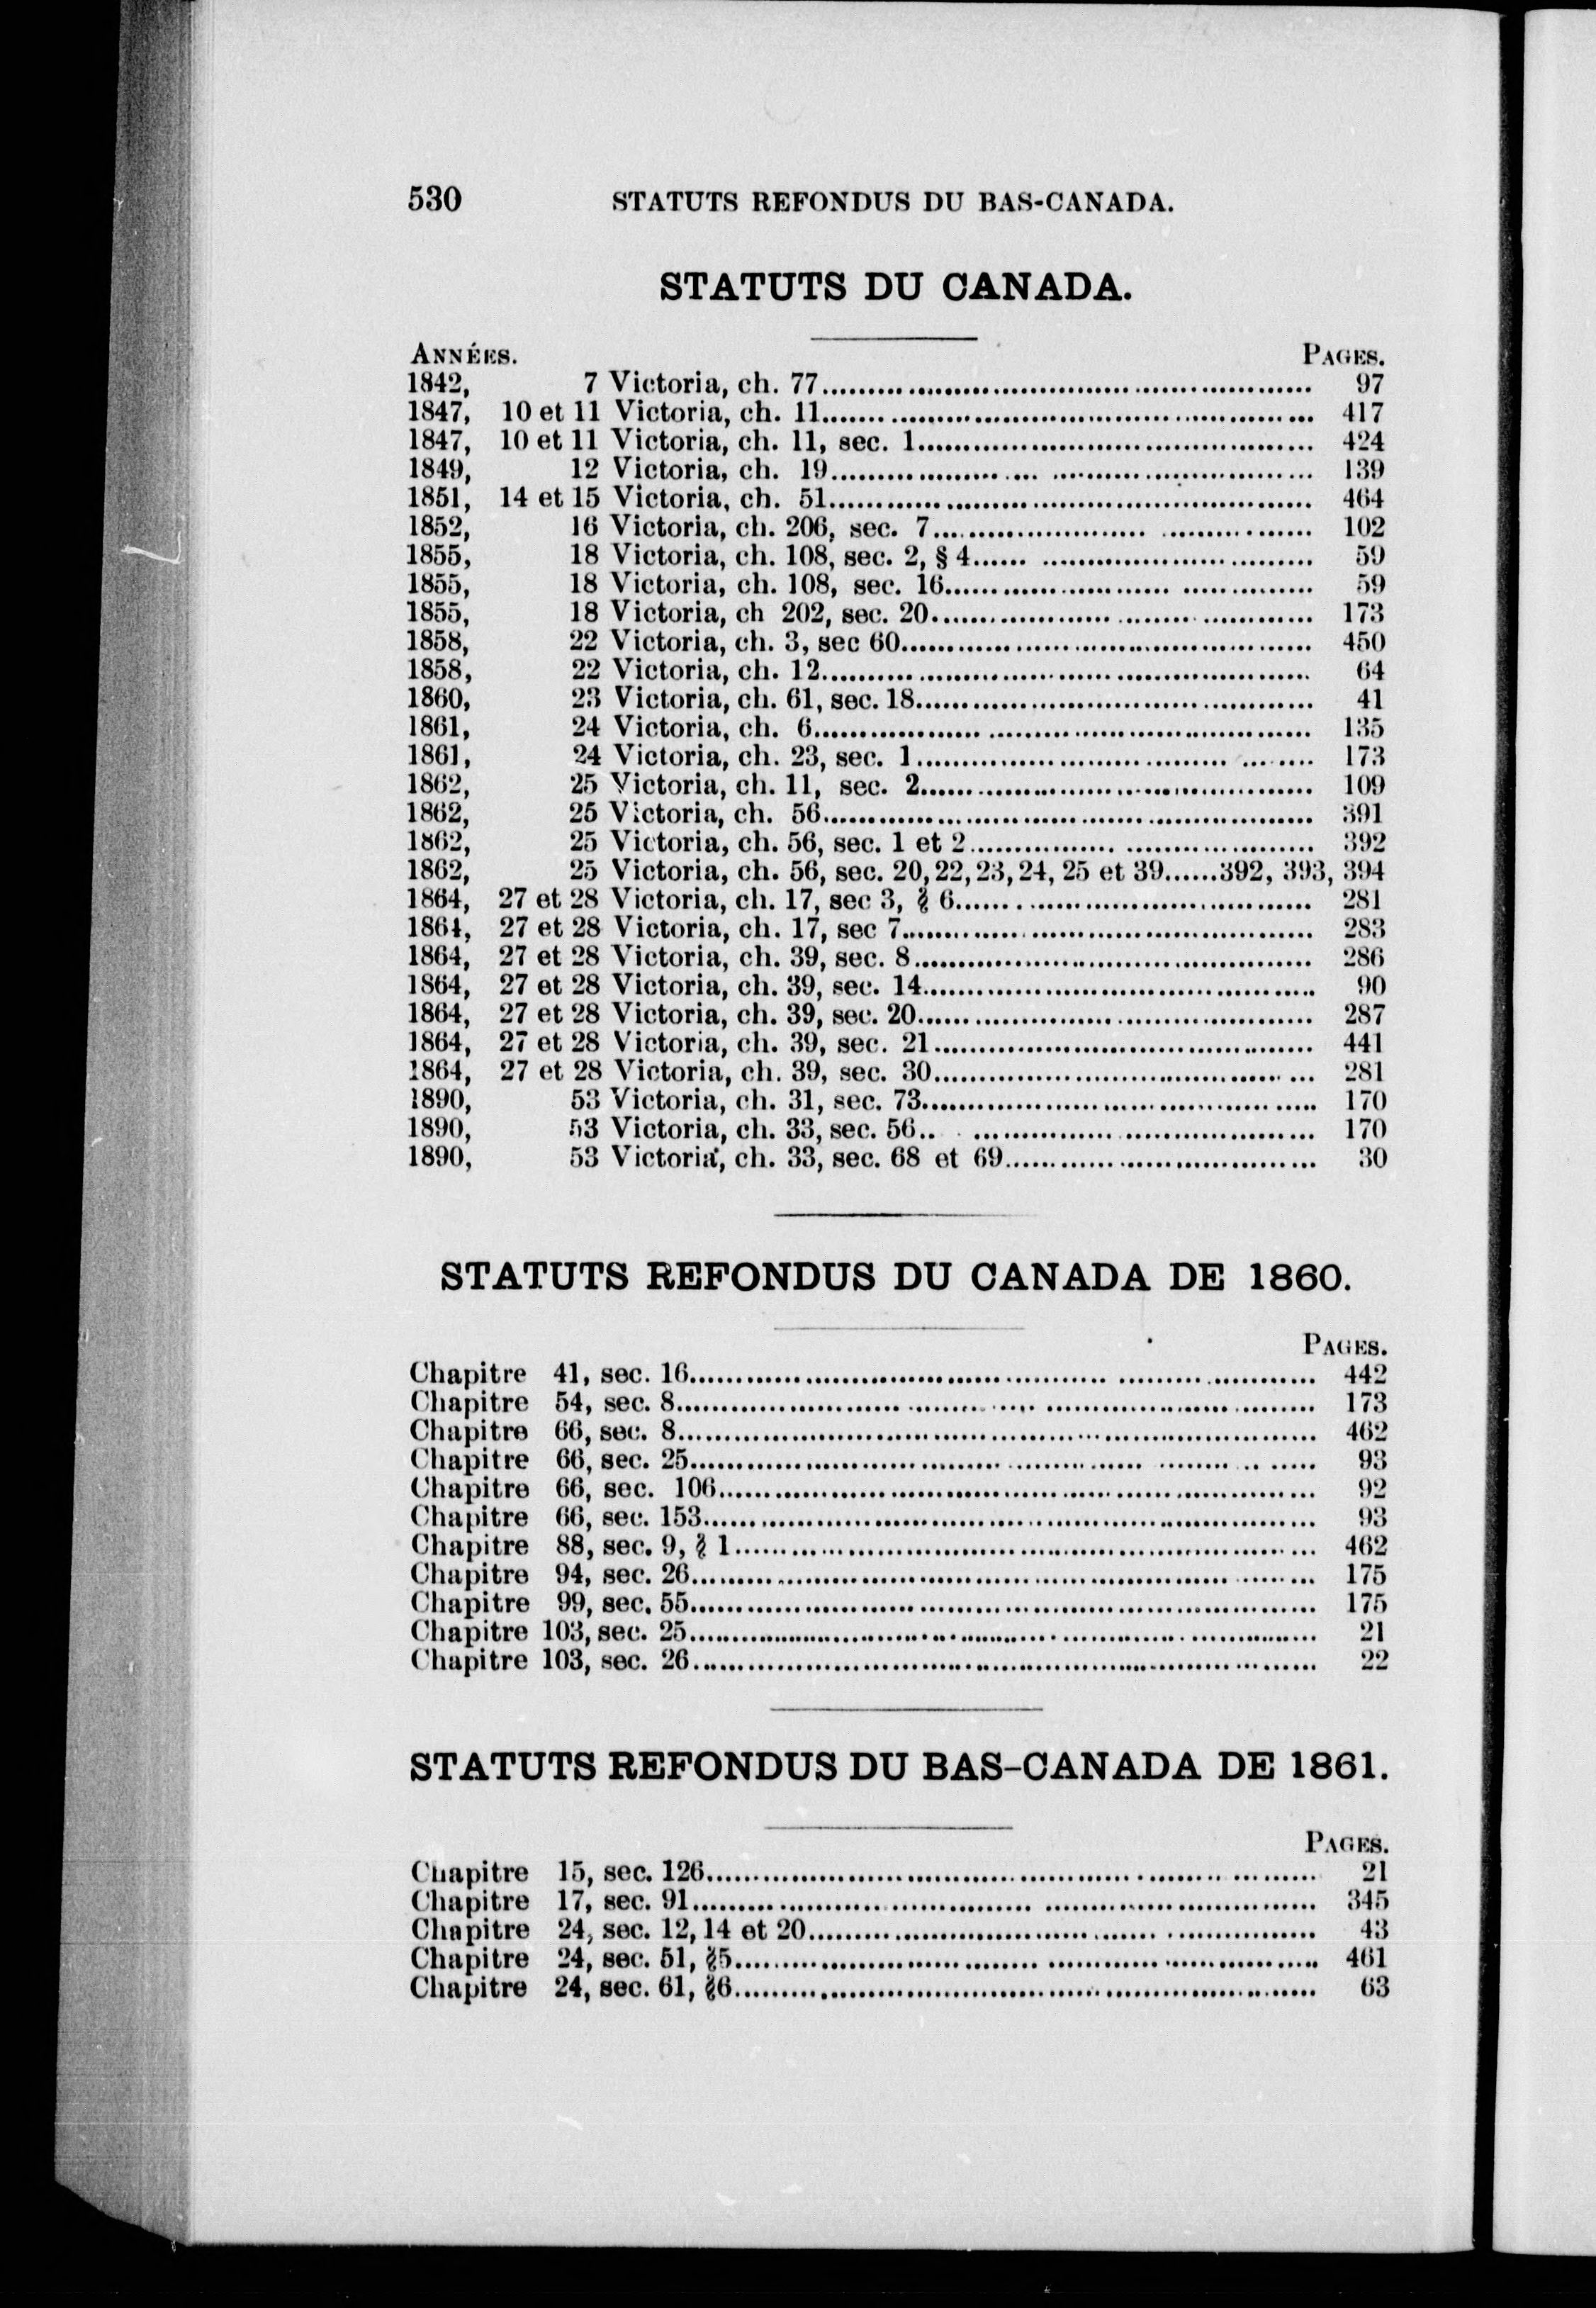 530 STATUTS REFONDUS DU BAS-CANADA.
STATUTS DU CANADA.
ANNÉES. PAGES.
1842, 7 Victoria, ch. 77........ 97
1847, 10 et 11 Victoria, ch. 11........ 417
1847, 10 et 11 Victoria, ch. 11, sec. 1........ 424
1849, 12 Victoria, ch. 19........ 139
1851, 14 et 15 Victoria, ch. 51........ 464
1852, 16 Victoria, ch. 206, sec. 7........ 102
1855, 18 Victoria, ch. 108, sec. 2, § 4........ 59
1855, 18 Victoria, ch. 108, sec. 16........ 59
1855, 18 Victoria, ch 202, sec. 20........ 173
1858, 22 Victoria, ch. 3, sec 60........ 450
1858, 22 Victoria, ch. 12........ 64
1860, 23 Victoria, ch. 61, sec. 18........ 41
1861, 24 Victoria, ch. 6........ 135
1861, 24 Victoria, ch. 23, sec. 1........ 173
1862, 25 Victoria, ch. 11, sec. 2........ 109
1862, 25 Victoria, ch. 56........ 391
1862, 25 Victoria, ch. 56, sec. 1 et 2........ 392
1862, 25 Victoria, ch. 56, sec. 20, 22, 23, 24, 25 et 39......392, 393, 394
1864, 27 et 28 Victoria, ch. 17, sec 3, § 6........ 281
1864, 27 et 28 Victoria, ch. 17, sec 7........ 283
1864, 27 et 28 Victoria, ch. 39, sec. 8........ 286
1864, 27 et 28 Victoria, ch. 39, sec. 14........ 90
1864, 27 et 28 Victoria, ch. 39, sec. 20........ 287
1864, 27 et 28 Victoria, ch. 39, sec. 21........ 441
1864, 27 et 28 Victoria, ch. 39, sec. 30........ 281
1890, 53 Victoria, ch. 31, sec. 73........ 170
1890, 53 Victoria, ch. 33, sec. 56........ 170
1890, 53 Victoria, ch. 33, sec. 68 et 69........ 30
STATUTS REFONDUS DU CANADA DE 1860.
PAGES.
Chapitre 41, sec. 16........ 442
Chapitre 54, sec. 8........ 173
Chapitre 66, sec. 8........ 462
Chapitre 66, sec. 25........ 93
Chapitre 66, sec. 106........ 92
Chapitre 66, sec. 153........ 93
Chapitre 88, sec. 9, § 1........ 462
Chapitre 94, sec. 26........ 175
Chapitre 99, sec. 55........ 175
Chapitre 103, sec. 25........ 21
Chapitre 103, sec. 26........ 22
STATUTS REFONDUS DU BAS-CANADA DE 1861.
PAGES.
Chapitre 15, sec. 126........ 21
Chapitre 17, sec. 91........ 345
Chapitre 24, sec. 12, 14 et 20........ 43
Chapitre 24, sec. 51, §5........ 461
Chapitre 24, sec. 61, §6........ 63